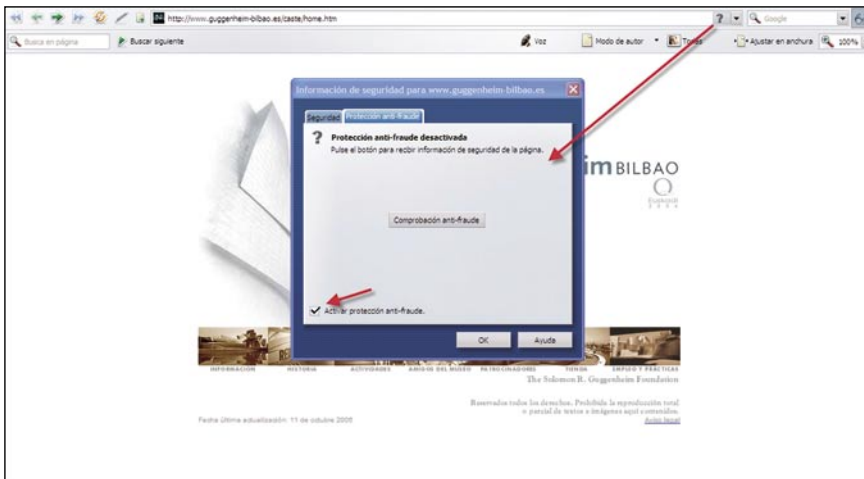 http://www.guggenheim-bilbao.es/caste/home.htm
? Google
Busca en página
Buscar siguiente
Voz
Modo de autor
Ajustar en anchura
100%
Información de seguridad para www.guggenheim-bilbao.es
Seguridad
Protección anti-fraude
? Protección anti-fraude desactivada
Pulse el botón para recibir información de seguridad de la página.
im BILBAO
Comprobación anti-fraude
Activar protección anti-fraude.
OK
Ayuda
INFORMACIÓN
HISTORIA
ACTIVIDADES
AMIGOS DEL MUSEO
PATROCINADORES
TIENDA
EMPLEO Y PRÁCTICAS
The Solomon R. Guggenheim Foundation
Reservados todos los derechos. Prohibida la reproducción total
o parcial de textos e imágenes aquí contenidos.
Fecha última actualización: 11 de octubre 2005
Aviso legal